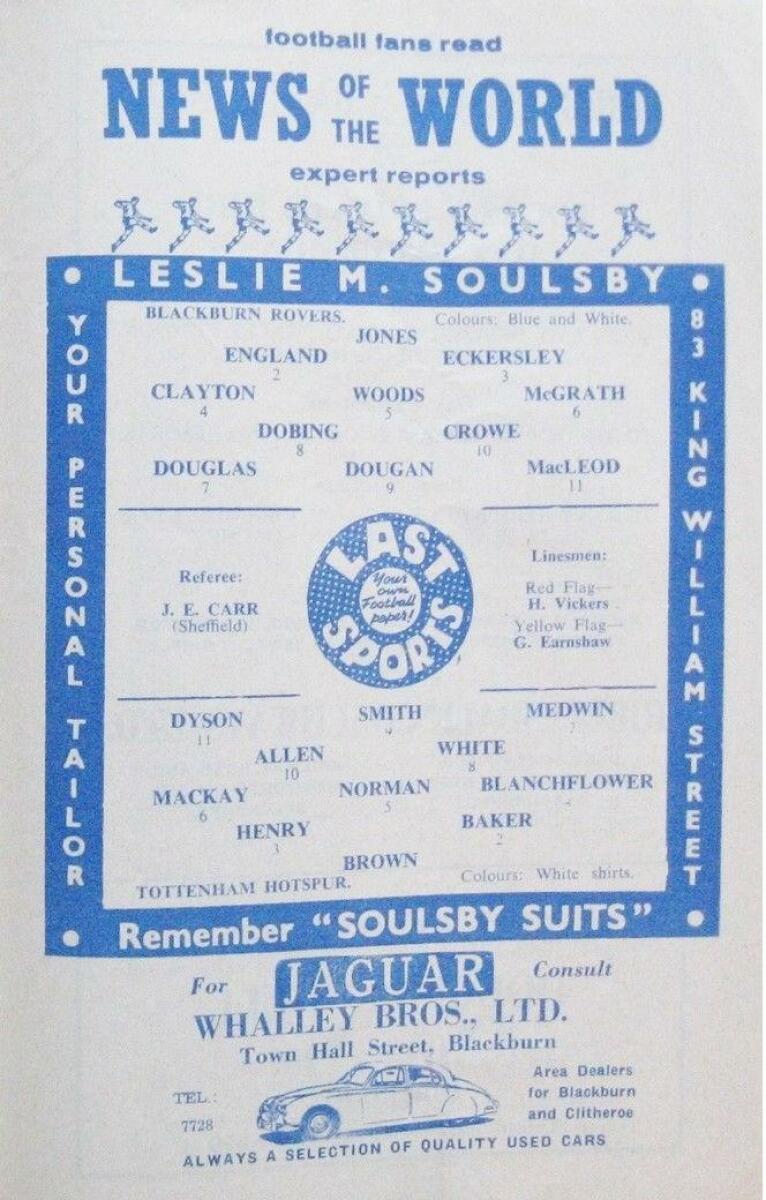 football fans read
NEWS OF THE WORLD
expert reports
• LESLIE M. SOULSBY •
YOUR PERSONAL TAILOR
83 KING WILLIAM STREET
BLACKBURN ROVERS. Colours: Blue and White.
JONES
ENGLAND ECKERSLEY
2 3
CLAYTON WOODS McGRATH
4 5 6
DOBING CROWE
8 10
DOUGLAS DOUGAN MacLEOD
7 9 11
Referee:
J. E. CARR
(Sheffield)
LAST SPORTS
Your
own
Football
paper!
Linesmen:
Red Flag—
H. Vickers
Yellow Flag—
G. Earnshaw
DYSON SMITH MEDWIN
11 9 7
ALLEN WHITE
10 8
MACKAY NORMAN BLANCHFLOWER
6 5 4
HENRY BAKER
3 2
BROWN
TOTTENHAM HOTSPUR. Colours: White shirts.
• Remember "SOULSBY SUITS" •
For JAGUAR Consult
WHALLEY BROS., LTD.
Town Hall Street, Blackburn
TEL.:
7728
Area Dealers
for Blackburn
and Clitheroe
ALWAYS A SELECTION OF QUALITY USED CARS